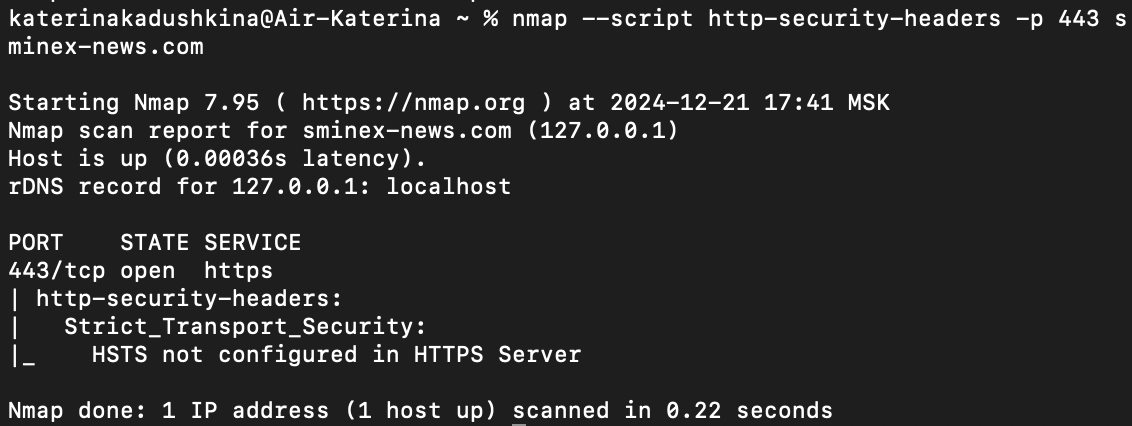 katerinakadushkina@Air-Katerina ~ % nmap --script http-security-headers -p 443 s
minex-news.com
Starting Nmap 7.95 ( https://nmap.org ) at 2024-12-21 17:41 MSK
Nmap scan report for sminex-news.com (127.0.0.1)
Host is up (0.00036s latency).
rDNS record for 127.0.0.1: localhost
PORT    STATE SERVICE
443/tcp open  https
| http-security-headers:
|   Strict_Transport_Security:
|_    HSTS not configured in HTTPS Server
Nmap done: 1 IP address (1 host up) scanned in 0.22 seconds